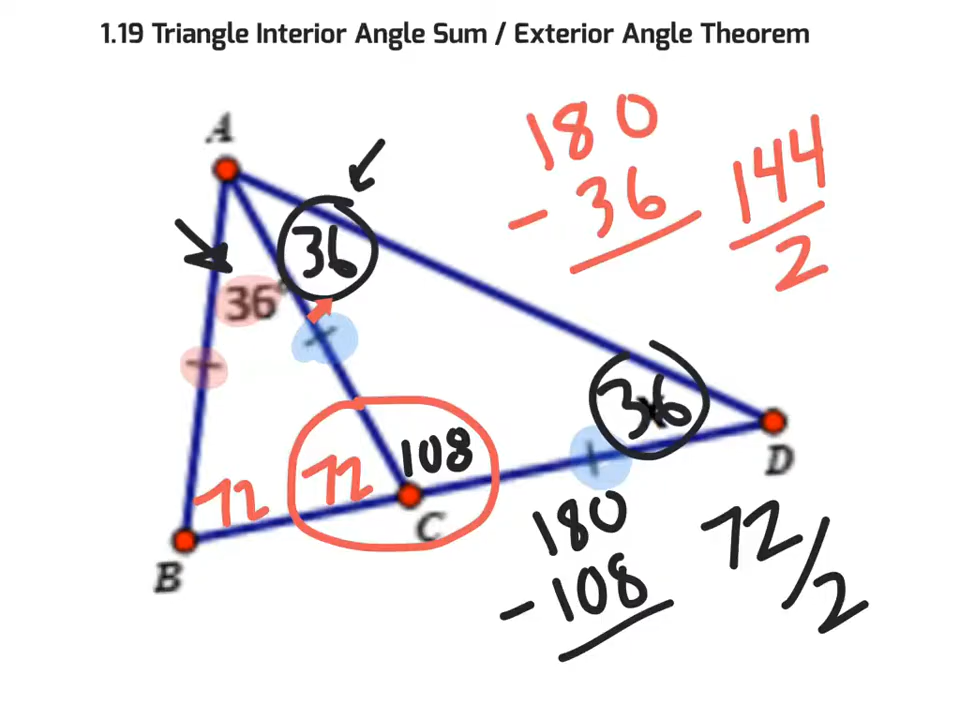 1.19 Triangle Interior Angle Sum / Exterior Angle Theorem
A
180
- 36
144
2
36
36°
36
x
D
72
72
108
C
B
180
- 108
72/2